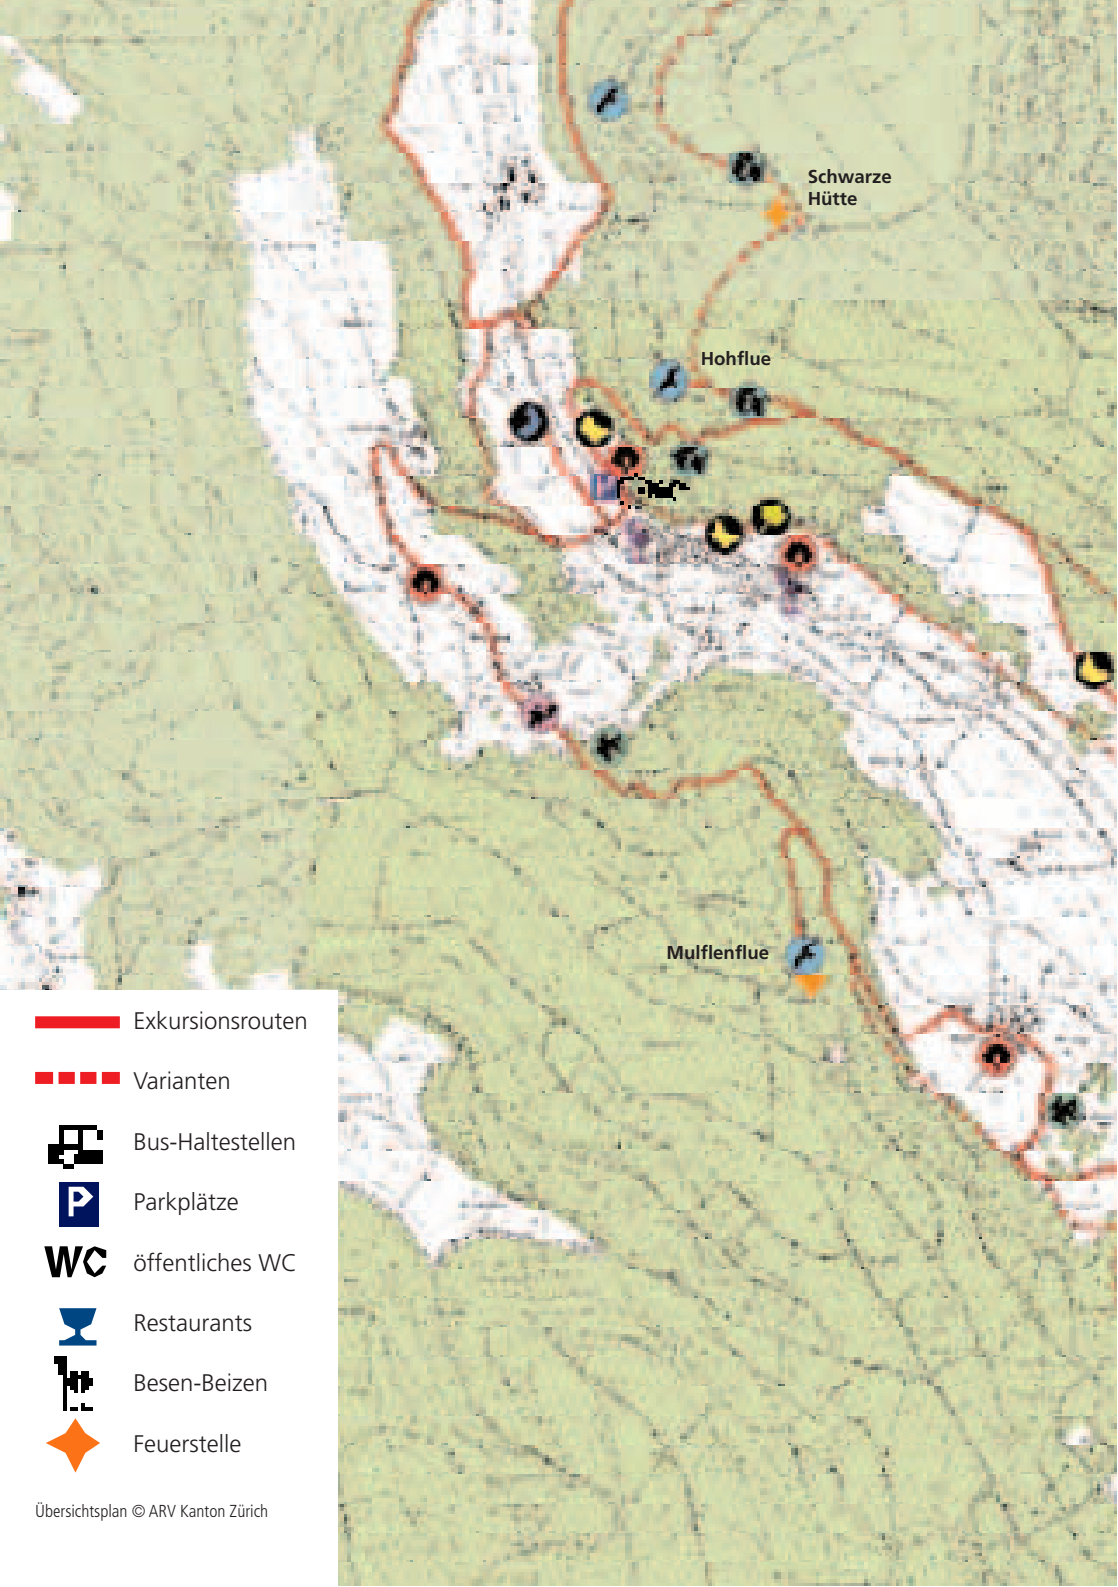 Schwarze
Hütte
Hohflue
P
Mulflenflue
Exkursionsrouten
Varianten
Bus-Haltestellen
P Parkplätze
WC öffentliches WC
Restaurants
Besen-Beizen
Feuerstelle
Übersichtsplan © ARV Kanton Zürich